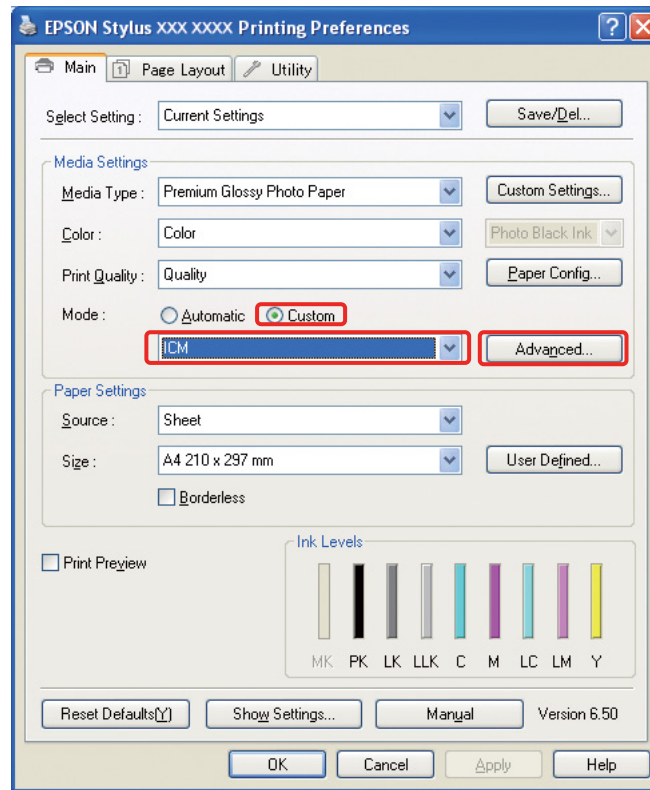 EPSON Stylus XXX XXXX Printing Preferences
Main Page Layout Utility
Select Setting : Current Settings Save/Del...
Media Settings
Media Type : Premium Glossy Photo Paper Custom Settings...
Color : Color Photo Black Ink
Print Quality : Quality Paper Config...
Mode : Automatic Custom
ICM Advanced...
Paper Settings
Source : Sheet
Size : A4 210 x 297 mm User Defined...
Borderless
Print Preview
Ink Levels
MK PK LK LLK C M LC LM Y
Reset Defaults(Y) Show Settings... Manual Version 6.50
OK Cancel Apply Help